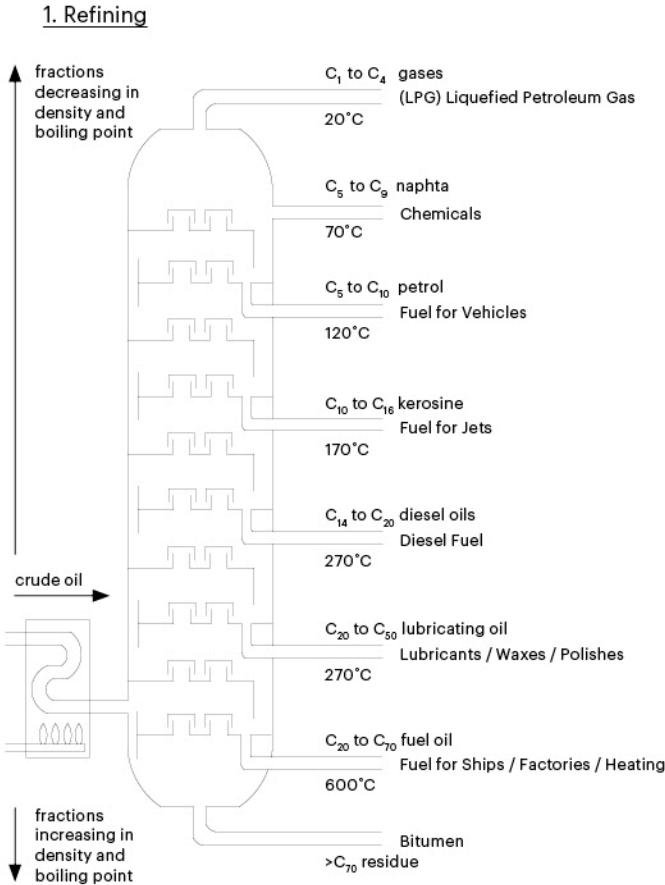 1. Refining
fractions
decreasing in
density and
boiling point
C₁ to C₄ gases
(LPG) Liquefied Petroleum Gas
20°C
C₅ to C₉ naphta
Chemicals
70°C
C₅ to C₁₀ petrol
Fuel for Vehicles
120°C
C₁₀ to C₁₆ kerosine
Fuel for Jets
170°C
C₁₄ to C₂₀ diesel oils
Diesel Fuel
270°C
crude oil
C₂₀ to C₅₀ lubricating oil
Lubricants / Waxes / Polishes
270°C
C₂₀ to C₇₀ fuel oil
Fuel for Ships / Factories / Heating
600°C
fractions
increasing in
density and
boiling point
Bitumen
>C₇₀ residue